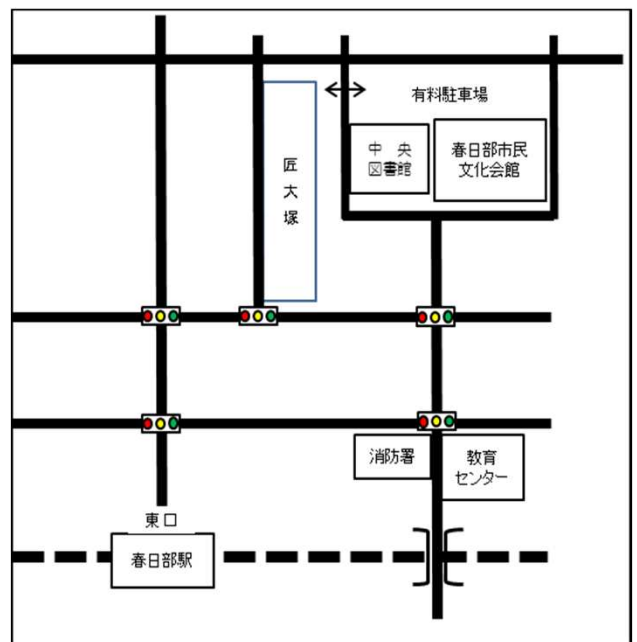 有料駐車場
中　央
図書館
春日部市民
文化会館
匠大塚
消防署
教育
センター
東口
春日部駅